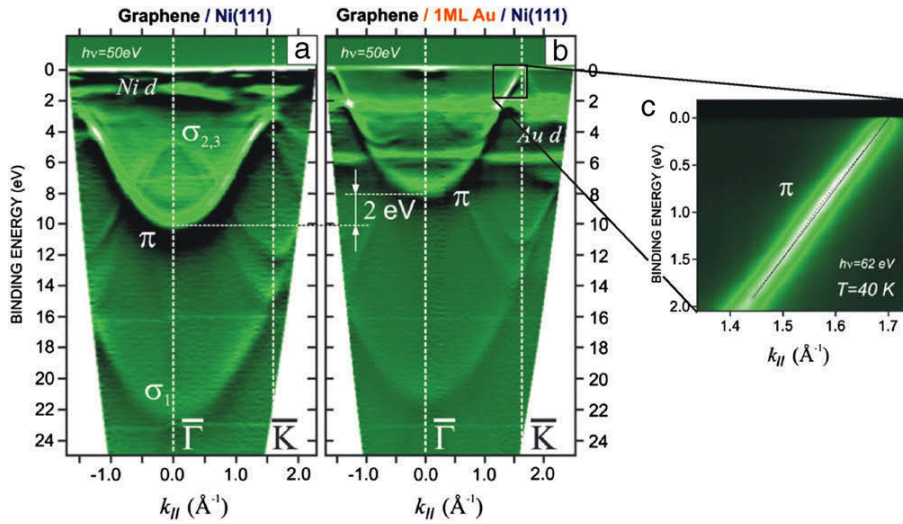 Graphene / Ni(111)
Graphene / 1ML Au / Ni(111)
hν=50eV
a
hν=50eV
b
c
0
2
4
6
8
10
12
14
16
18
20
22
24
BINDING ENERGY (eV)
Ni d
σ2,3
π
σ1
Γ̅
K̅
-1.0
0.0
1.0
2.0
k// (Å-1)
Au d
π
2 eV
Γ̅
K̅
-1.0
0.0
1.0
2.0
k// (Å-1)
0
2
4
6
8
10
12
14
16
18
20
22
24
BINDING ENERGY (eV)
0.0
0.5
1.0
1.5
2.0
π
hν=62 eV
T=40 K
1.4
1.5
1.6
1.7
k// (Å-1)